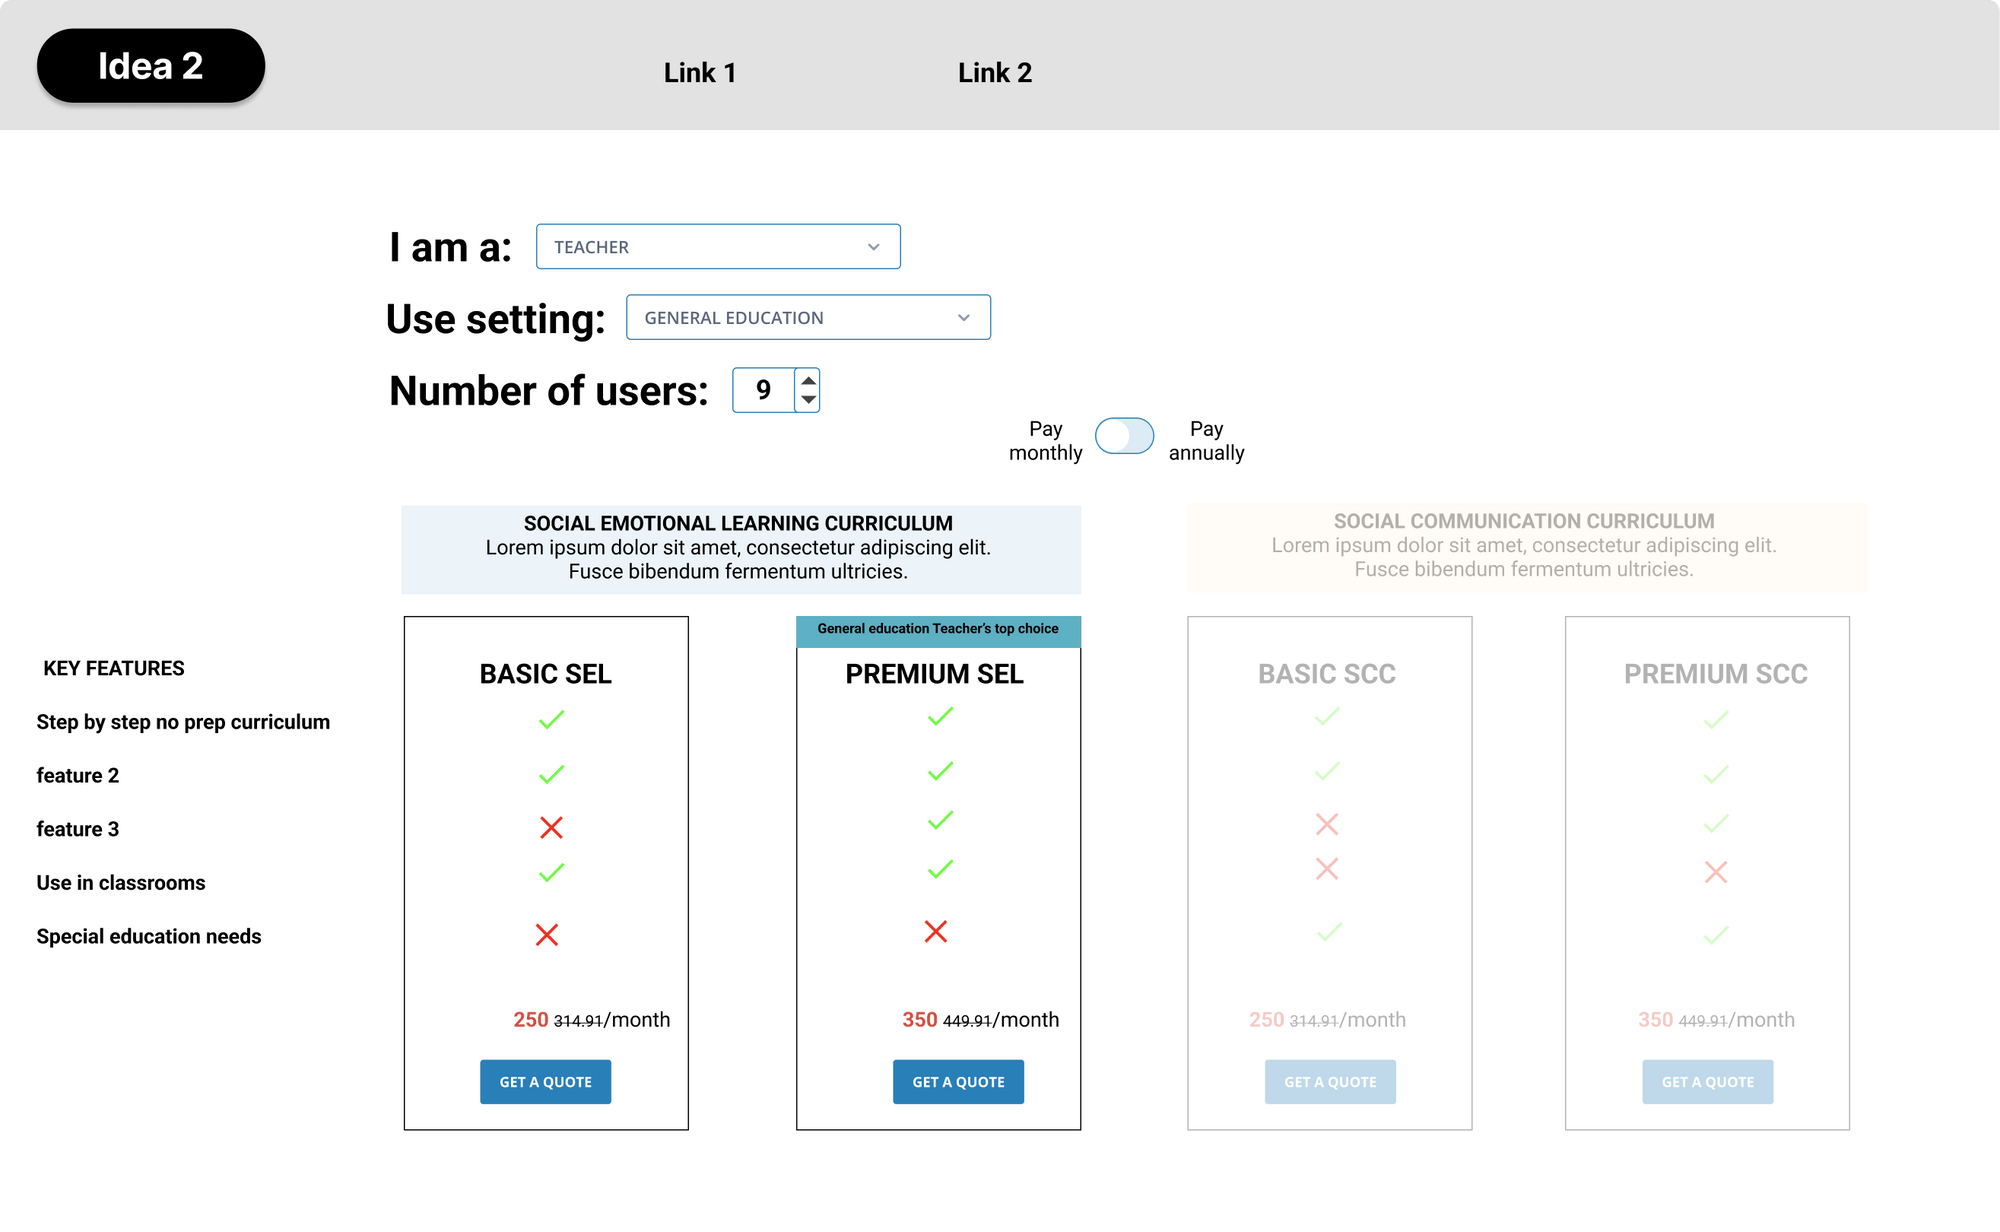 Idea 2
Link 1
Link 2
I am a:
TEACHER
Use setting:
GENERAL EDUCATION
Number of users:
9
Pay
monthly
Pay
annually
SOCIAL EMOTIONAL LEARNING CURRICULUM
Lorem ipsum dolor sit amet, consectetur adipiscing elit.
Fusce bibendum fermentum ultricies.
SOCIAL COMMUNICATION CURRICULUM
Lorem ipsum dolor sit amet, consectetur adipiscing elit.
Fusce bibendum fermentum ultricies.
KEY FEATURES
Step by step no prep curriculum
feature 2
feature 3
Use in classrooms
Special education needs
BASIC SEL
250 314.91/month
GET A QUOTE
General education Teacher's top choice
PREMIUM SEL
350 449.91/month
GET A QUOTE
BASIC SCC
250 314.91/month
GET A QUOTE
PREMIUM SCC
350 449.91/month
GET A QUOTE